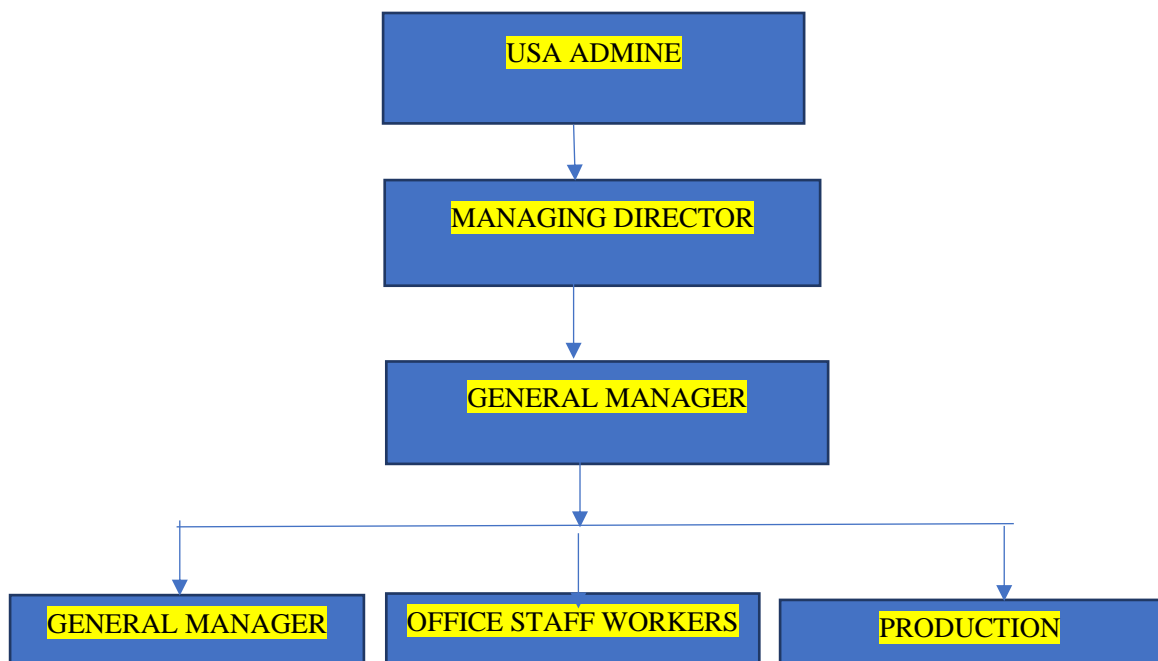 USA ADMINE
MANAGING DIRECTOR
GENERAL MANAGER
GENERAL MANAGER
OFFICE STAFF WORKERS
PRODUCTION